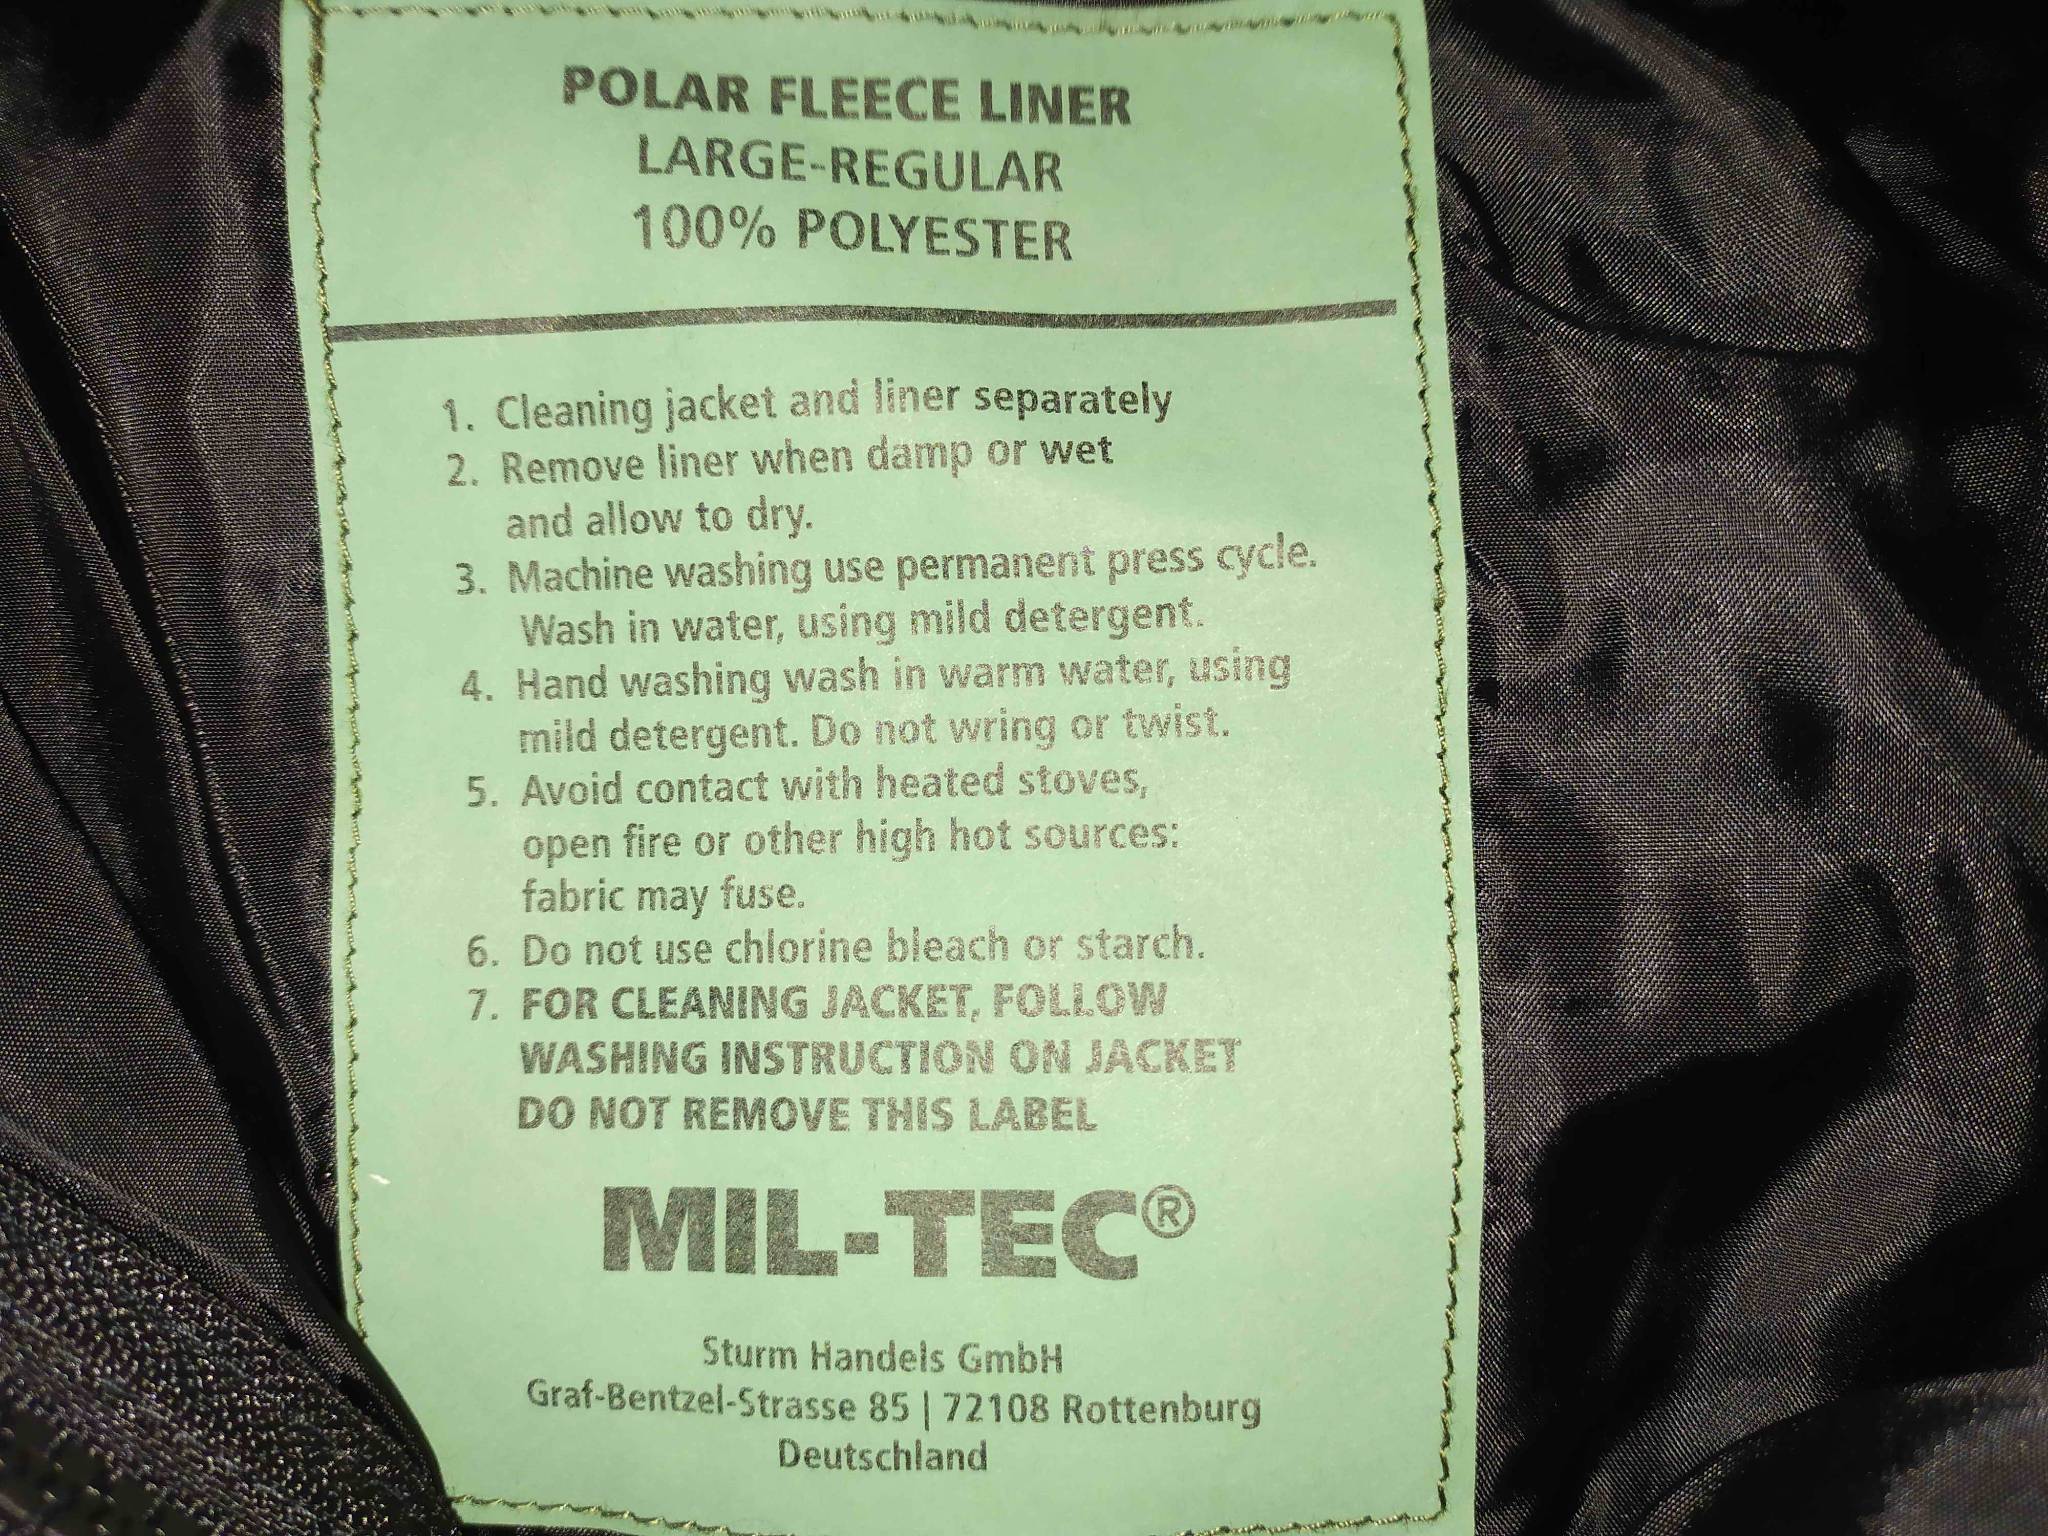 POLAR FLEECE LINER
LARGE-REGULAR
100% POLYESTER
1. Cleaning jacket and liner separately
2. Remove liner when damp or wet
and allow to dry.
3. Machine washing use permanent press cycle.
Wash in water, using mild detergent.
4. Hand washing wash in warm water, using
mild detergent. Do not wring or twist.
5. Avoid contact with heated stoves,
open fire or other high hot sources:
fabric may fuse.
6. Do not use chlorine bleach or starch.
7. FOR CLEANING JACKET, FOLLOW
WASHING INSTRUCTION ON JACKET
DO NOT REMOVE THIS LABEL
MIL-TEC®
Sturm Handels GmbH
Graf-Bentzel-Strasse 85 | 72108 Rottenburg
Deutschland